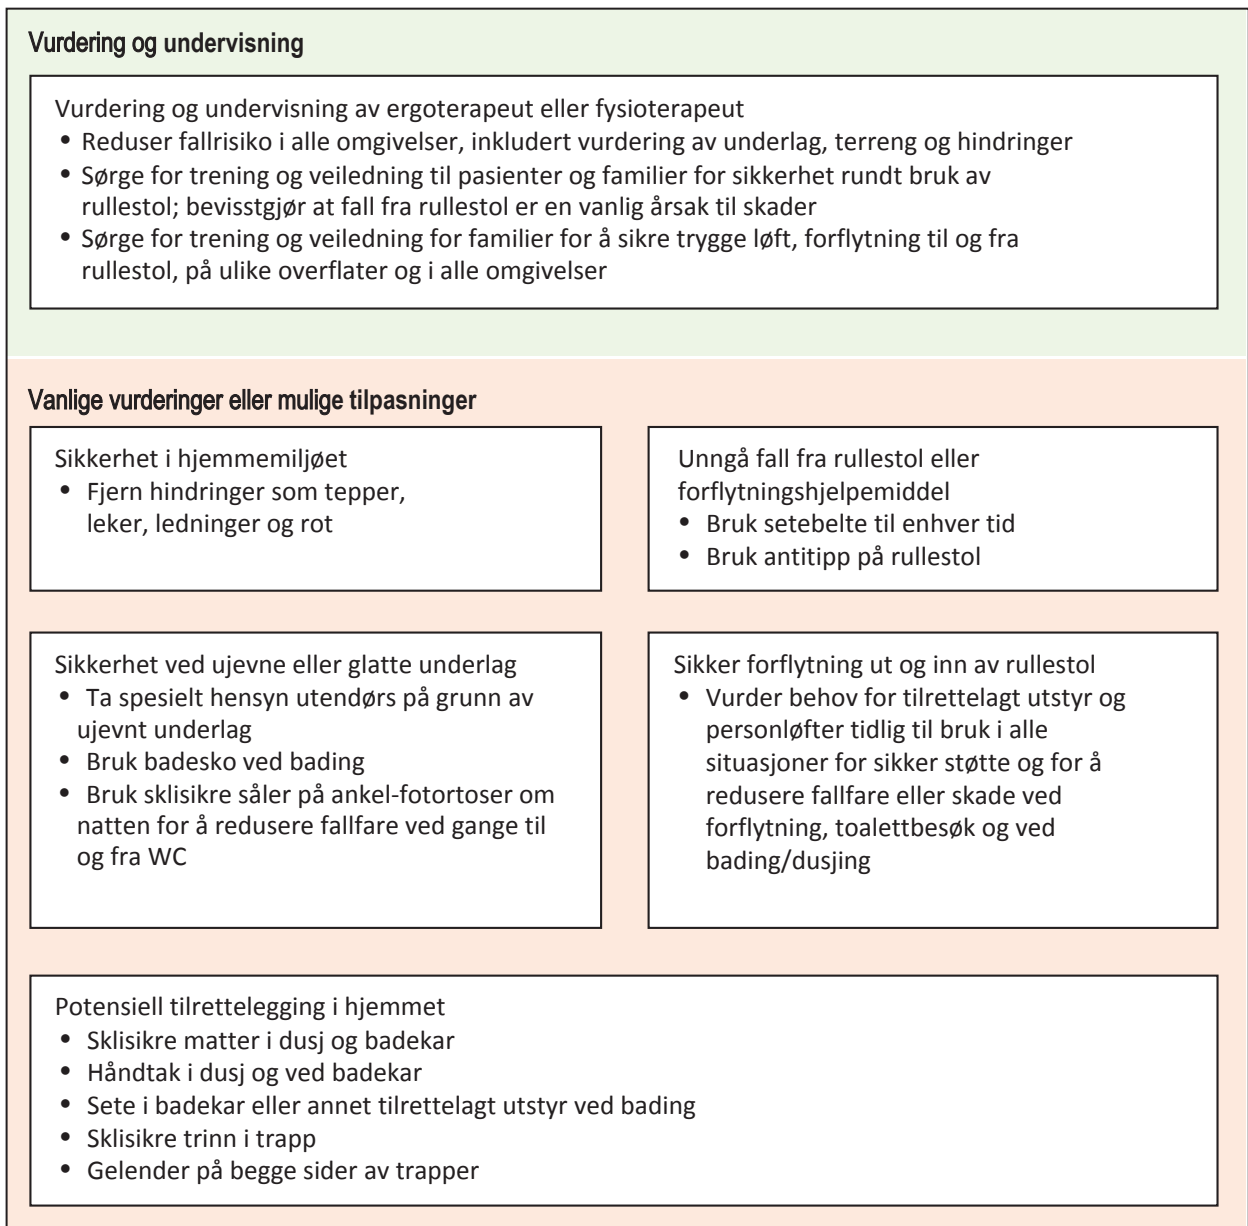 Vurdering og undervisning
Vurdering og undervisning av ergoterapeut eller fysioterapeut
• Reduser fallrisiko i alle omgivelser, inkludert vurdering av underlag, terreng og hindringer
• Sørge for trening og veiledning til pasienter og familier for sikkerhet rundt bruk av
rullestol; bevisstgjør at fall fra rullestol er en vanlig årsak til skader
• Sørge for trening og veiledning for familier for å sikre trygge løft, forflytning til og fra
rullestol, på ulike overflater og i alle omgivelser
Vanlige vurderinger eller mulige tilpasninger
Sikkerhet i hjemmemiljøet
• Fjern hindringer som tepper,
leker, ledninger og rot
Unngå fall fra rullestol eller
forflytningshjelpemiddel
• Bruk setebelte til enhver tid
• Bruk antitipp på rullestol
Sikkerhet ved ujevne eller glatte underlag
• Ta spesielt hensyn utendørs på grunn av
ujevnt underlag
• Bruk badesko ved bading
• Bruk sklisikre såler på ankel-fotortoser om
natten for å redusere fallfare ved gange til
og fra WC
Sikker forflytning ut og inn av rullestol
• Vurder behov for tilrettelagt utstyr og
personløfter tidlig til bruk i alle
situasjoner for sikker støtte og for å
redusere fallfare eller skade ved
forflytning, toalettbesøk og ved
bading/dusjing
Potensiell tilrettelegging i hjemmet
• Sklisikre matter i dusj og badekar
• Håndtak i dusj og ved badekar
• Sete i badekar eller annet tilrettelagt utstyr ved bading
• Sklisikre trinn i trapp
• Gelender på begge sider av trapper